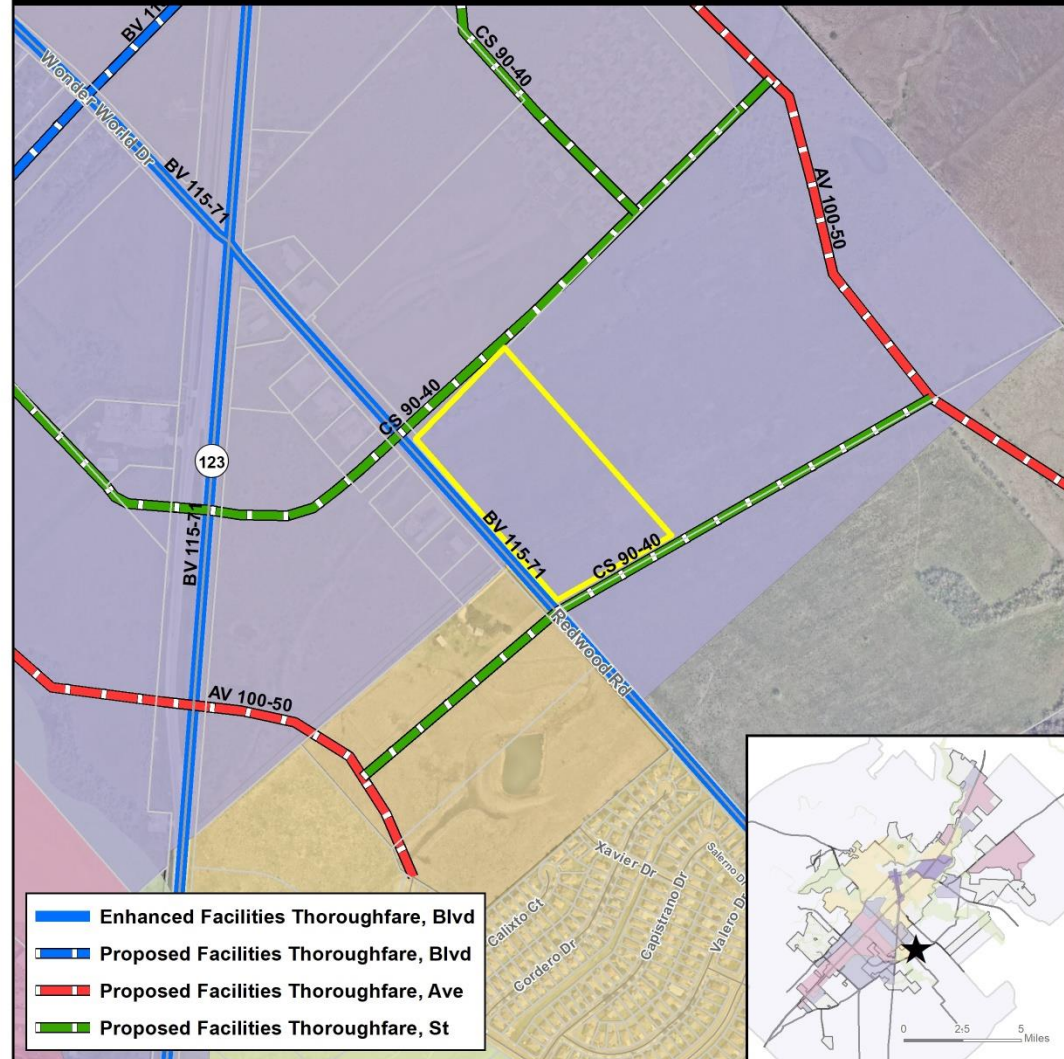 BV 11
CS 90-40
Wonder World Dr
BV 115-71
AV 100-50
CS 90-40
123
BV 115-71
BV 115-71
CS 90-40
Redwood Rd
AV 100-50
Xavier Dr
Salerno Dr
Calixto Ct
Capistrano Dr
Valero Dr
Cordero Dr
Enhanced Facilities Thoroughfare, Blvd
Proposed Facilities Thoroughfare, Blvd
Proposed Facilities Thoroughfare, Ave
Proposed Facilities Thoroughfare, St
0 2.5 5
Miles